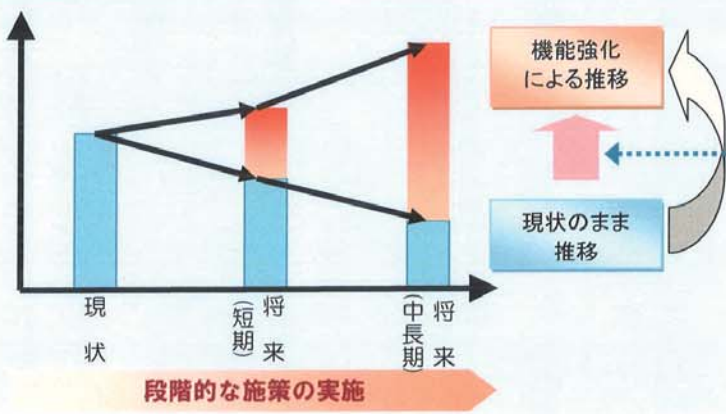 機能強化
による推移
現状のまま
推移
現状
将来
(短期)
将来
(中長期)
段階的な施策の実施